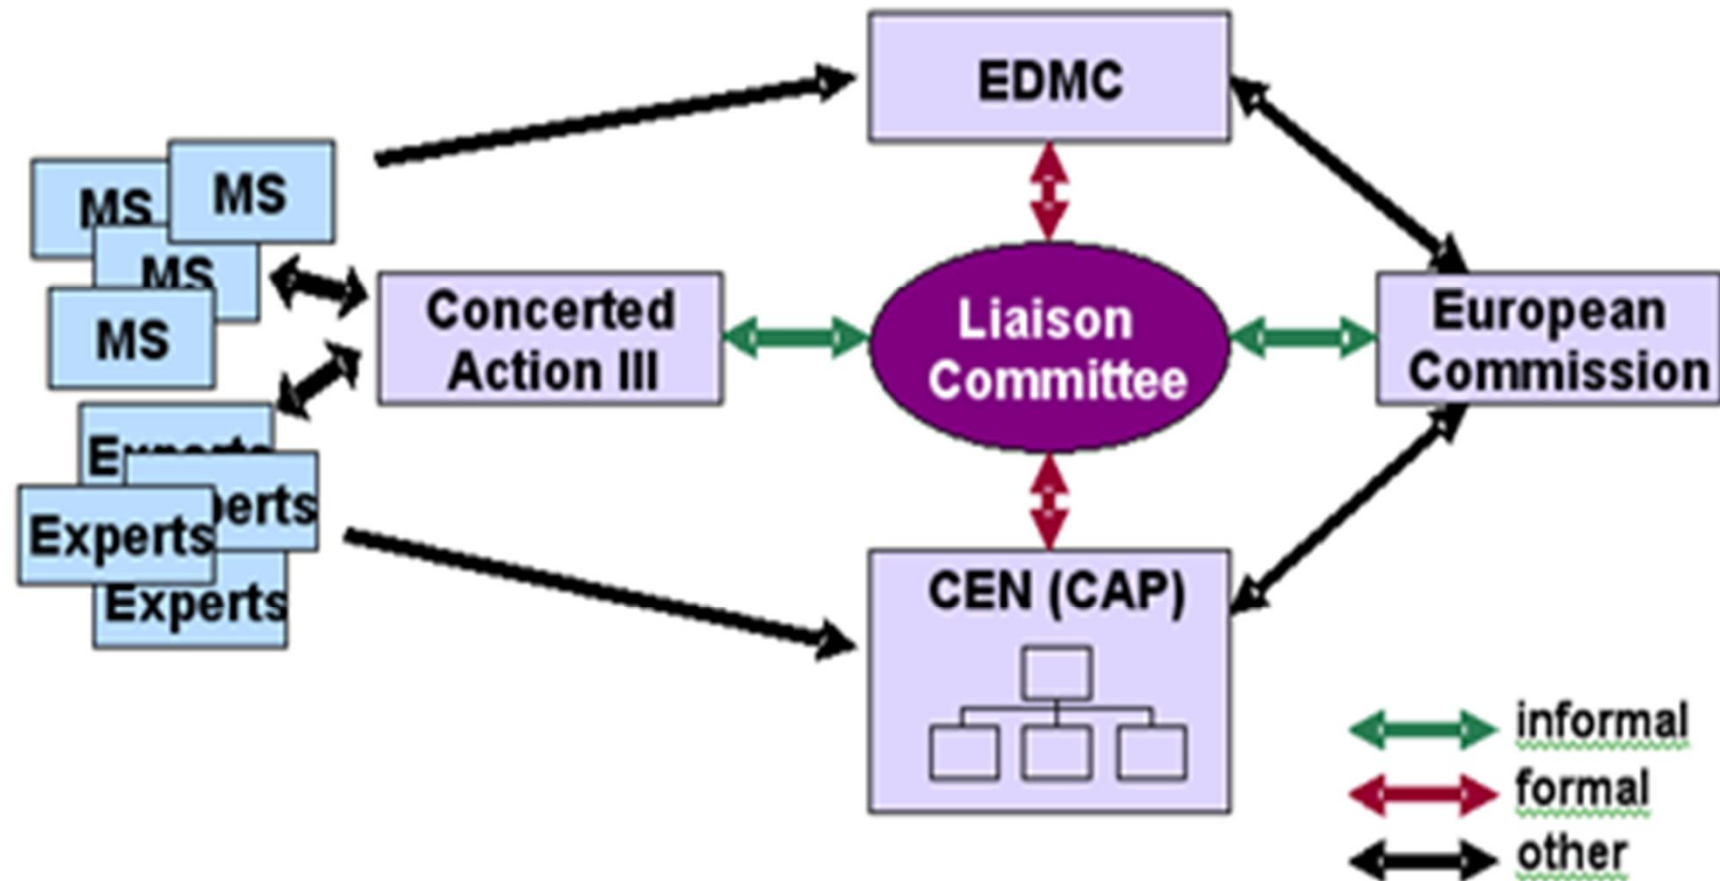 EDMC
MS
MS
MS
MS
Concerted
Action III
Liaison
Committee
European
Commission
Experts
Experts
Experts
CEN (CAP)
informal
formal
other